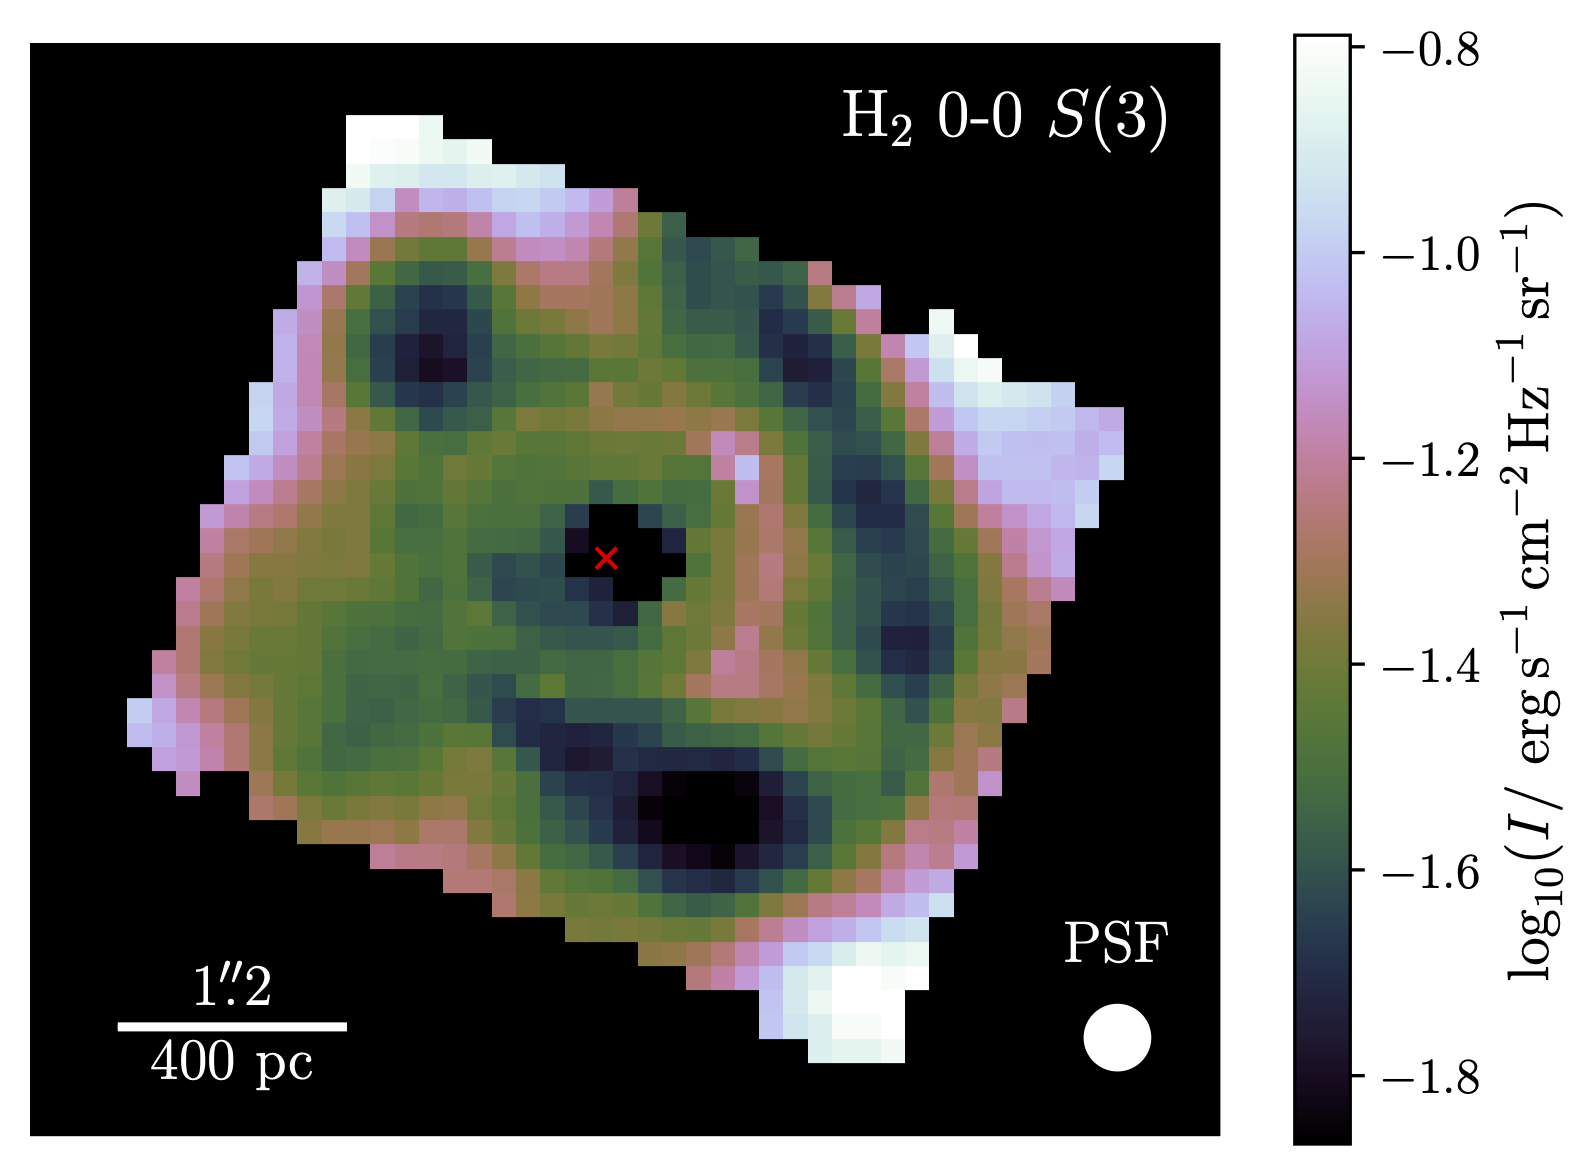 H₂ 0-0 S(3)
1″.2
400 pc
PSF
−0.8
−1.0
−1.2
−1.4
−1.6
−1.8
log₁₀(I/ erg s⁻¹ cm⁻² Hz⁻¹ sr⁻¹)